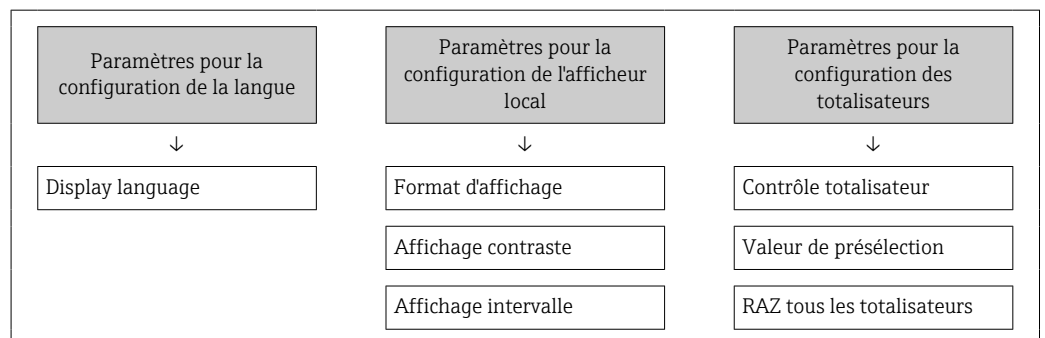 Paramètres pour la
configuration de la langue
Paramètres pour la
configuration de l'afficheur
local
Paramètres pour la
configuration des
totalisateurs
↓
↓
↓
Display language
Format d'affichage
Contrôle totalisateur
Affichage contraste
Valeur de présélection
Affichage intervalle
RAZ tous les totalisateurs